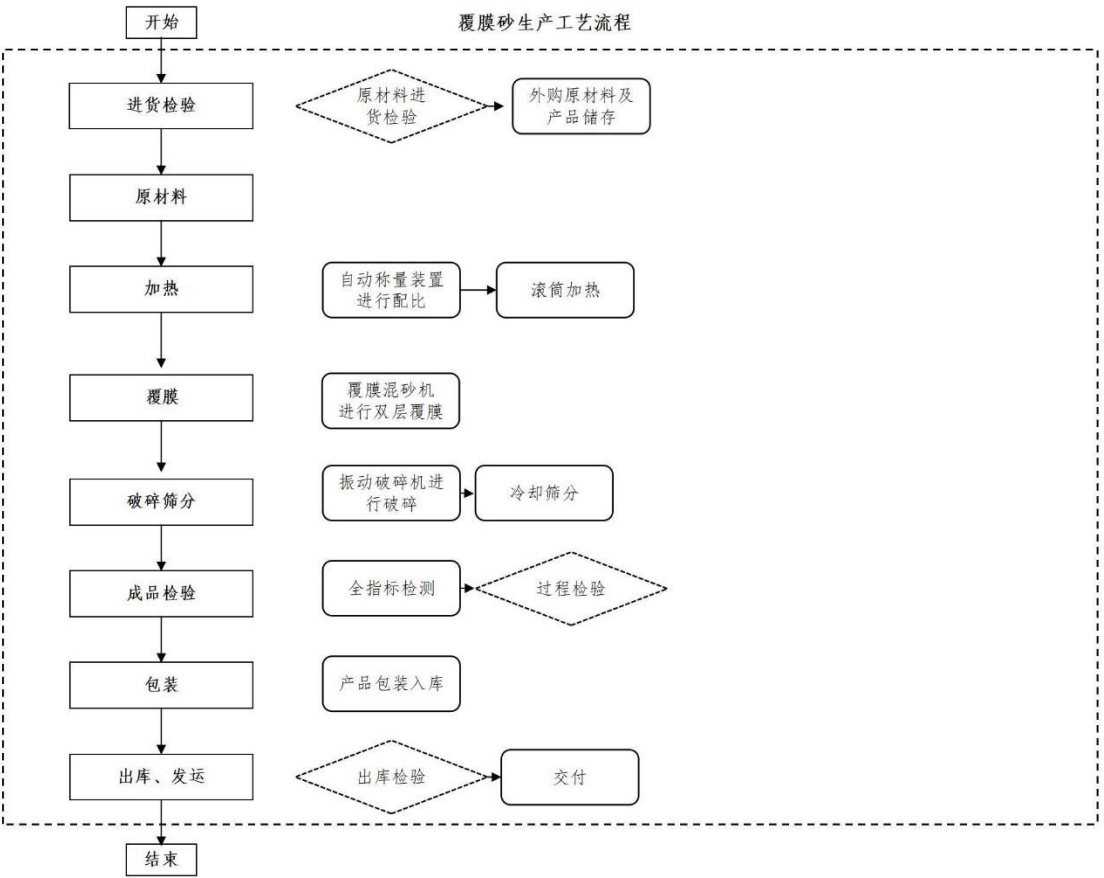 开始
覆膜砂生产工艺流程
进货检验
原材料进
货检验
外购原材料及
产品储存
原材料
加热
自动称量装置
进行配比
滚筒加热
覆膜
覆膜混砂机
进行双层覆膜
破碎筛分
振动破碎机进
行破碎
冷却筛分
成品检验
全指标检测
过程检验
包装
产品包装入库
出库、发运
出库检验
交付
结束